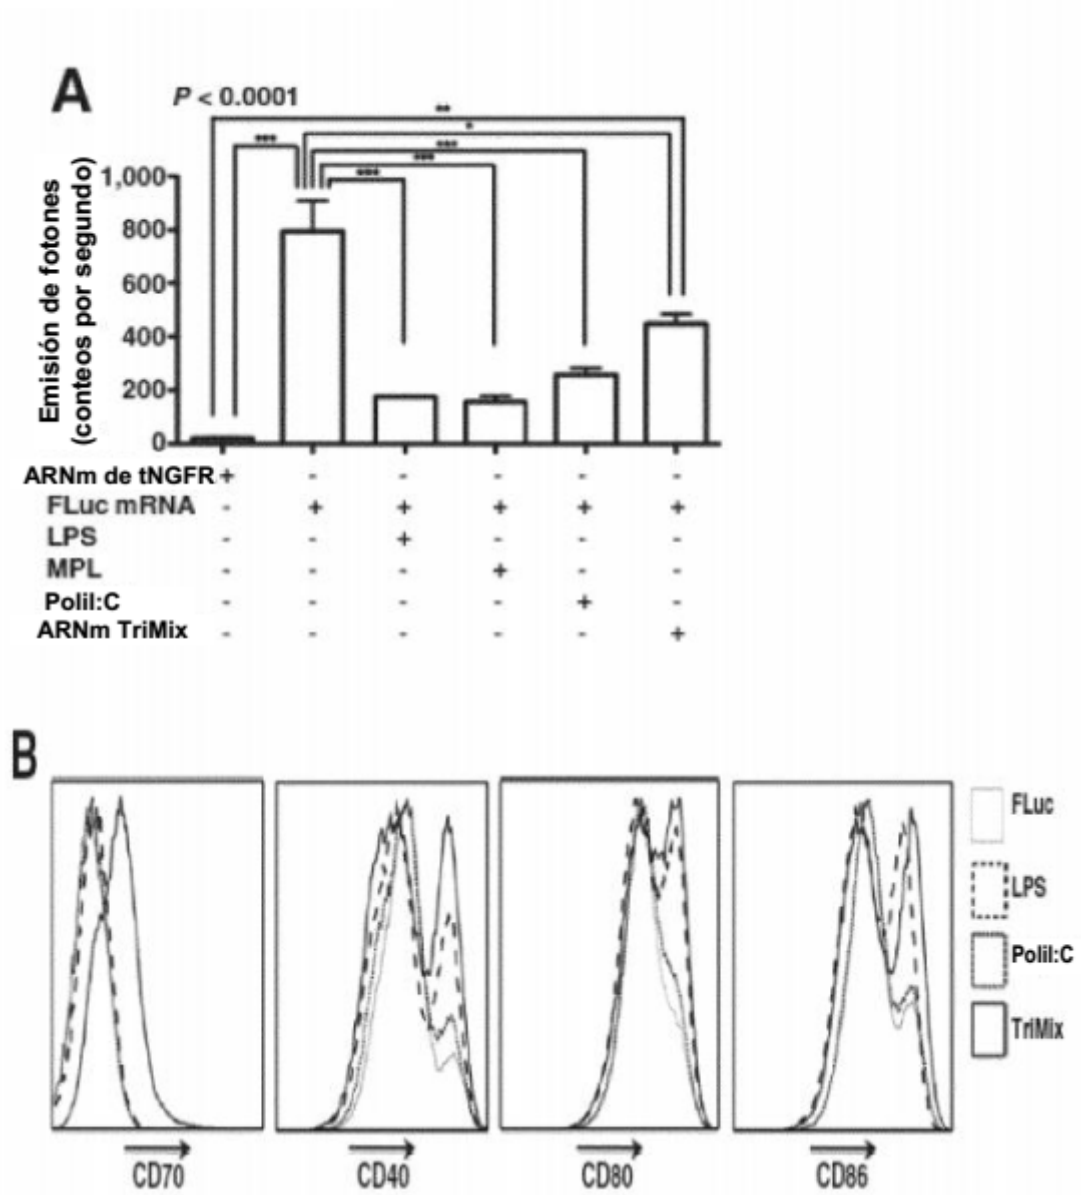 A
P < 0.0001
**
*
***
***
***
***
Emisión de fotones
(conteos por segundo)
1,000
800
600
400
200
0
ARNm de tNGFR + - - - - -
FLuc mRNA - + + + + +
LPS - - + - - -
MPL - - - + - -
PoliI:C - - - - + -
ARNm TriMix - - - - - +
B
FLuc
LPS
PoliI:C
TriMix
CD70
CD40
CD80
CD86